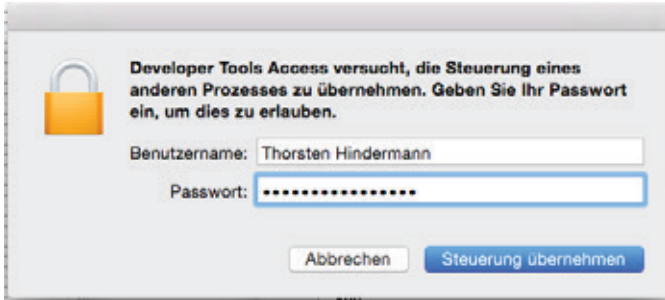 Developer Tools Access versucht, die Steuerung eines
anderen Prozesses zu übernehmen. Geben Sie Ihr Passwort
ein, um dies zu erlauben.
Benutzername: Thorsten Hindermann
Passwort: ••••••••••••••••
Abbrechen Steuerung übernehmen